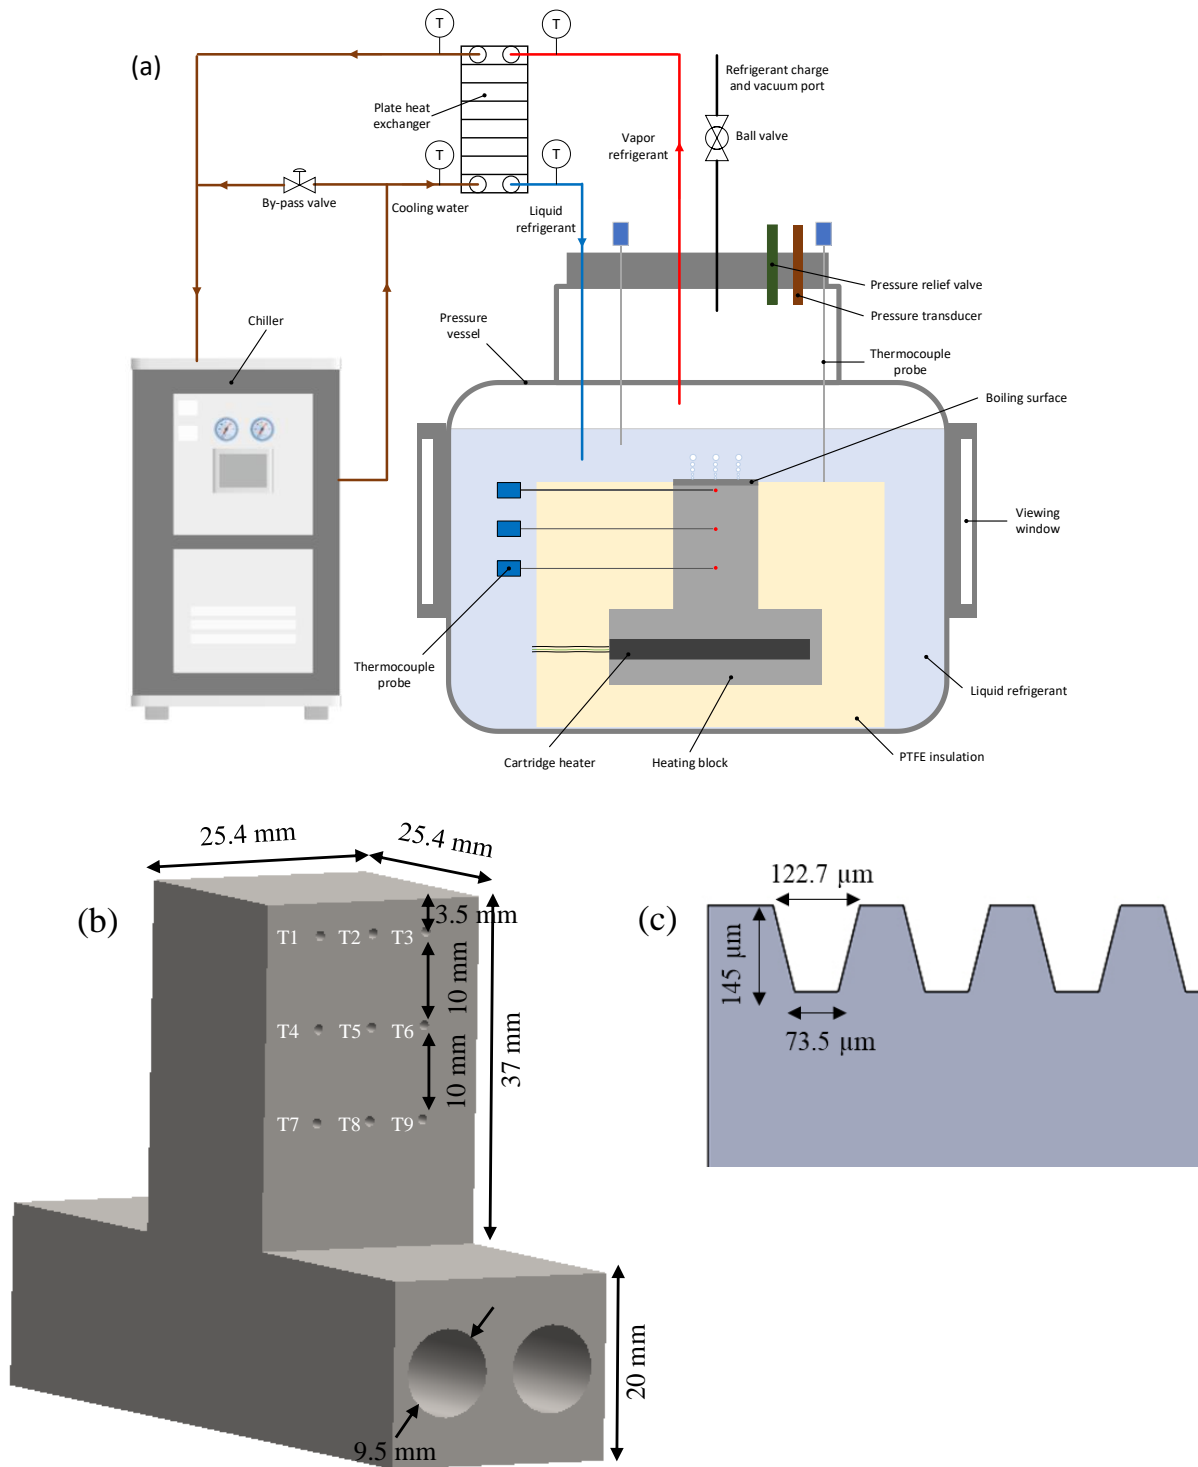 (a)
T
T
Plate heat
exchanger
Refrigerant charge
and vacuum port
Ball valve
Vapor
refrigerant
T
T
By-pass valve
Cooling water
Liquid
refrigerant
Pressure relief valve
Pressure
vessel
Pressure transducer
Chiller
Thermocouple
probe
Boiling surface
Viewing
window
Thermocouple
probe
Liquid refrigerant
Cartridge heater
Heating block
PTFE insulation
(b)
25.4 mm
25.4 mm
3.5 mm
T1
T2
T3
10 mm
T4
T5
T6
10 mm
37 mm
T7
T8
T9
20 mm
9.5 mm
(c)
122.7 µm
145 µm
73.5 µm